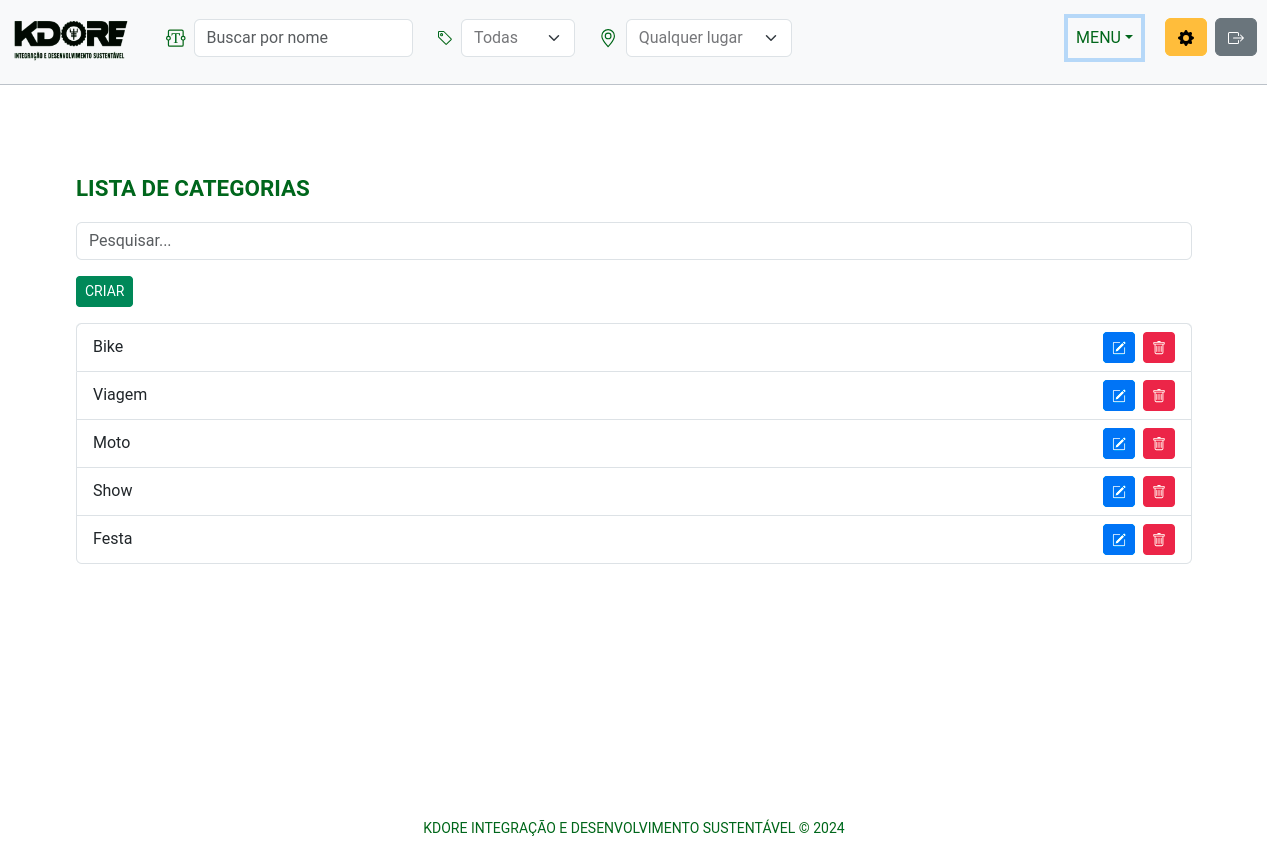 KDORE
INTEGRAÇÃO E DESENVOLVIMENTO SUSTENTÁVEL
Buscar por nome
Todas
Qualquer lugar
MENU
LISTA DE CATEGORIAS
Pesquisar...
CRIAR
Bike
Viagem
Moto
Show
Festa
KDORE INTEGRAÇÃO E DESENVOLVIMENTO SUSTENTÁVEL © 2024